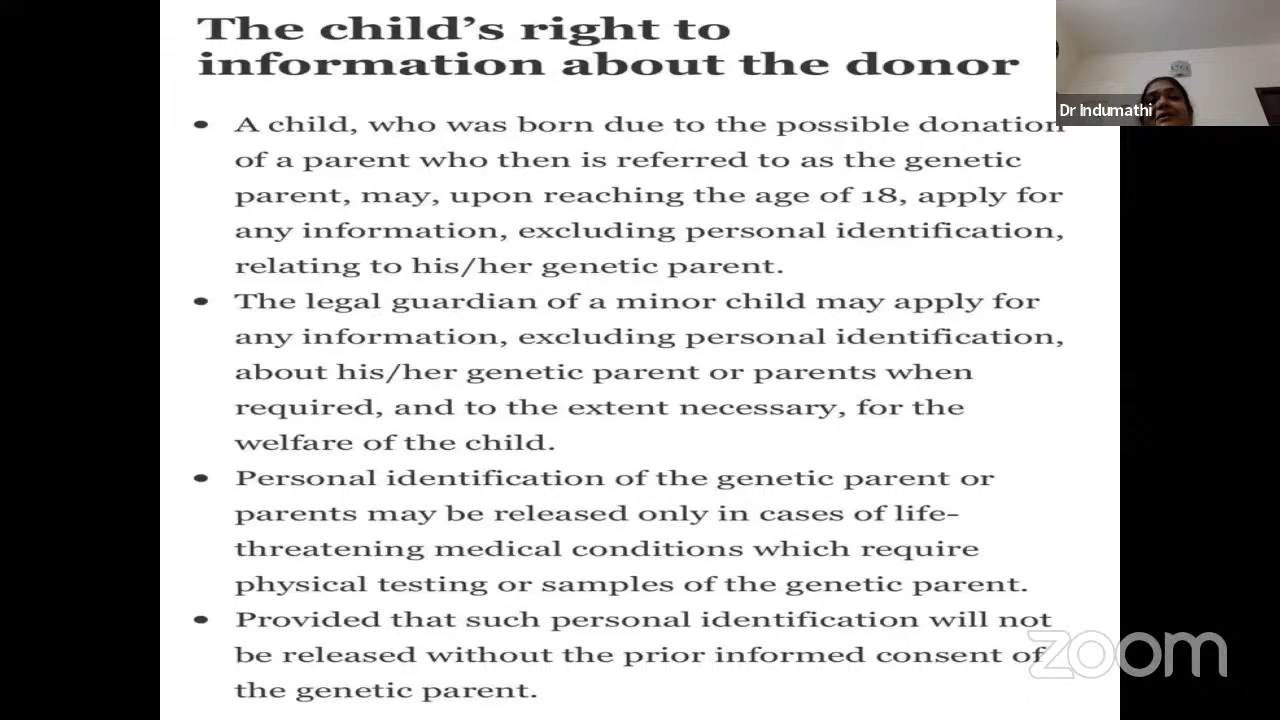 The child's right to
information about the donor
Dr Indumathi
• A child, who was born due to the possible donation
of a parent who then is referred to as the genetic
parent, may, upon reaching the age of 18, apply for
any information, excluding personal identification,
relating to his/her genetic parent.
• The legal guardian of a minor child may apply for
any information, excluding personal identification,
about his/her genetic parent or parents when
required, and to the extent necessary, for the
welfare of the child.
• Personal identification of the genetic parent or
parents may be released only in cases of life-
threatening medical conditions which require
physical testing or samples of the genetic parent.
• Provided that such personal identification will not
be released without the prior informed consent of
the genetic parent.
zoom